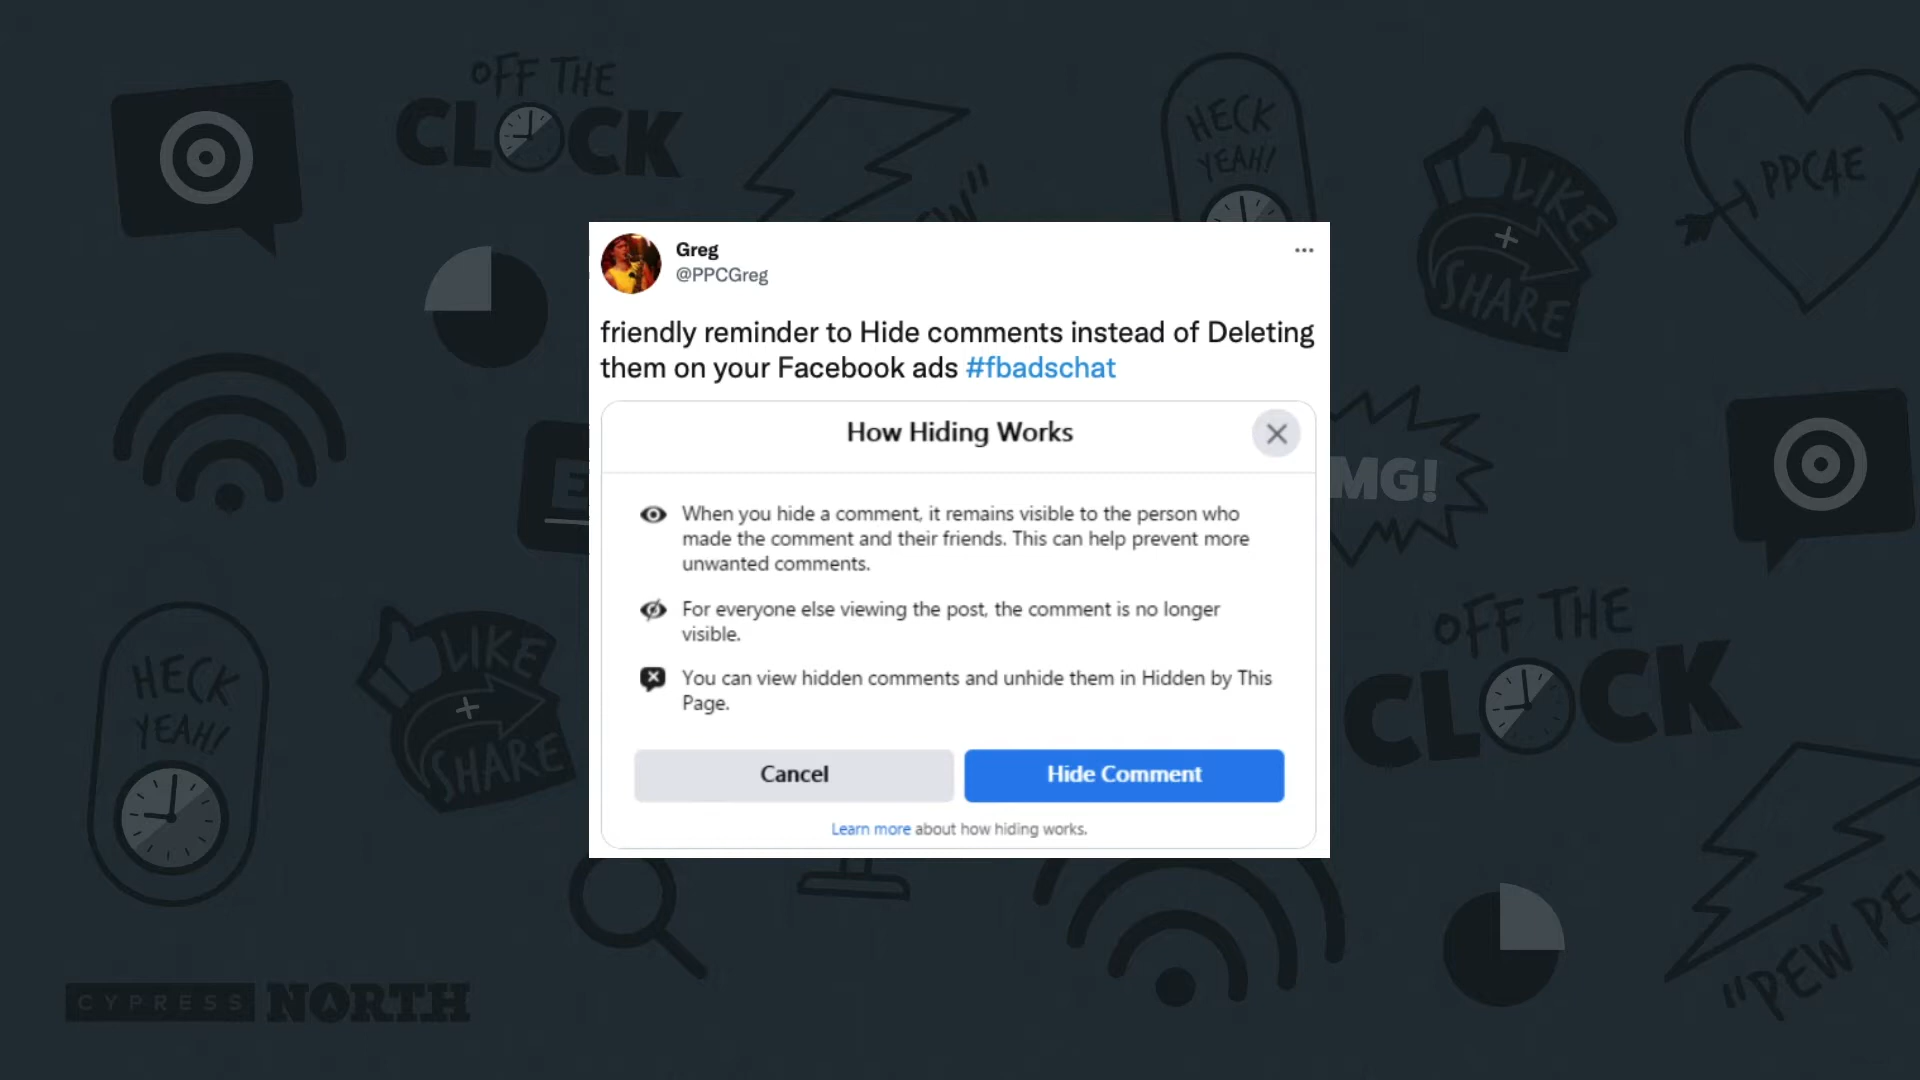 OFF THE
CLOCK
HECK
YEAH!
LIKE
SHARE
PPC4E
Greg
@PPCGreg
friendly reminder to Hide comments instead of Deleting
them on your Facebook ads #fbadschat
How Hiding Works
When you hide a comment, it remains visible to the person who
made the comment and their friends. This can help prevent more
unwanted comments.
For everyone else viewing the post, the comment is no longer
visible.
You can view hidden comments and unhide them in Hidden by This
Page.
Cancel
Hide Comment
Learn more about how hiding works.
MG!
HECK
YEAH!
LIKE
SHARE
OFF THE
CLOCK
"PEW PEW
CYPRESS NORTH